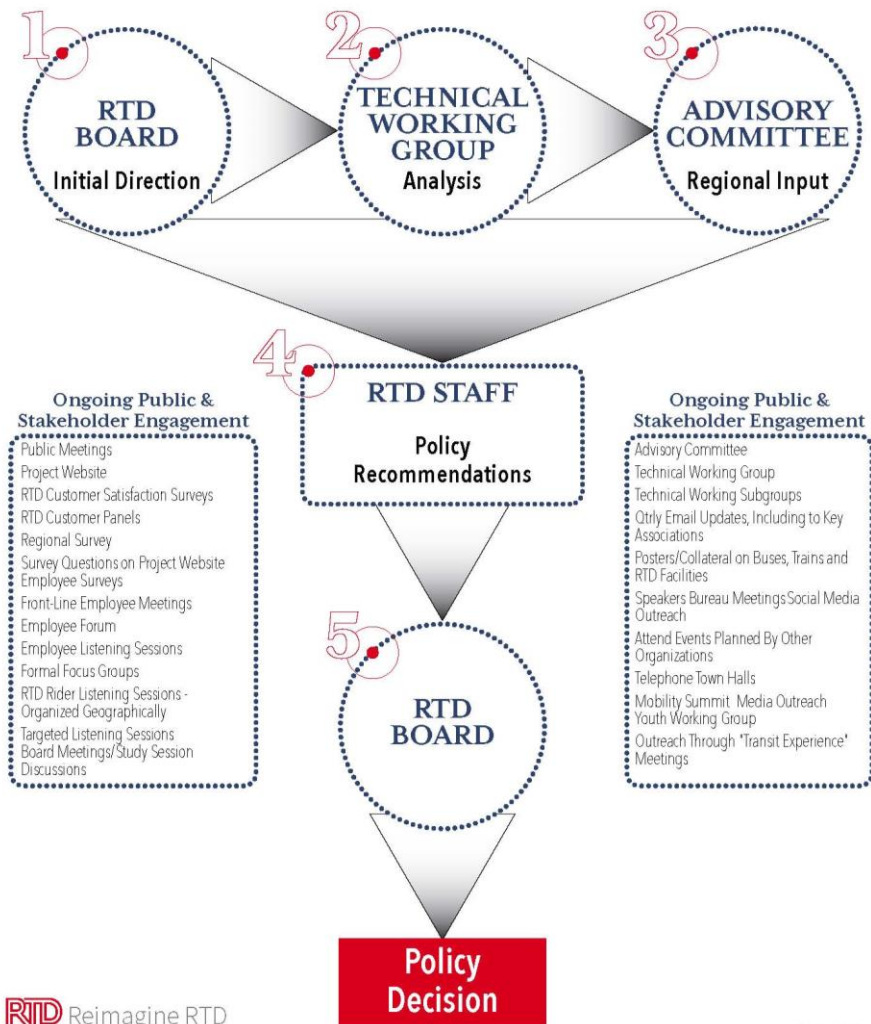 1
RTD
BOARD
Initial Direction
2
TECHNICAL
WORKING
GROUP
Analysis
3
ADVISORY
COMMITTEE
Regional Input
4
RTD STAFF
Policy
Recommendations
Ongoing Public &
Stakeholder Engagement
Public Meetings
Project Website
RTD Customer Satisfaction Surveys
RTD Customer Panels
Regional Survey
Survey Questions on Project Website
Employee Surveys
Front-Line Employee Meetings
Employee Forum
Employee Listening Sessions
Formal Focus Groups
RTD Rider Listening Sessions -
Organized Geographically
Targeted Listening Sessions
Board Meetings/Study Session
Discussions
Ongoing Public &
Stakeholder Engagement
Advisory Committee
Technical Working Group
Technical Working Subgroups
Qtrly Email Updates, Including to Key
Associations
Posters/Collateral on Buses, Trains and
RTD Facilities
Speakers Bureau Meetings Social Media
Outreach
Attend Events Planned By Other
Organizations
Telephone Town Halls
Mobility Summit Media Outreach
Youth Working Group
Outreach Through "Transit Experience"
Meetings
5
RTD
BOARD
Policy
Decision
RTD Reimagine RTD